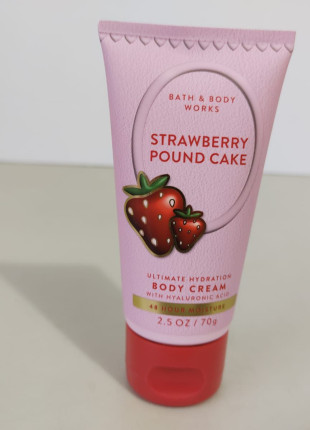 BATH & BODY
WORKS
STRAWBERRY
POUND CAKE
ULTIMATE HYDRATION
BODY CREAM
WITH HYALURONIC ACID
48 HOUR MOISTURE
2.5 OZ / 70g